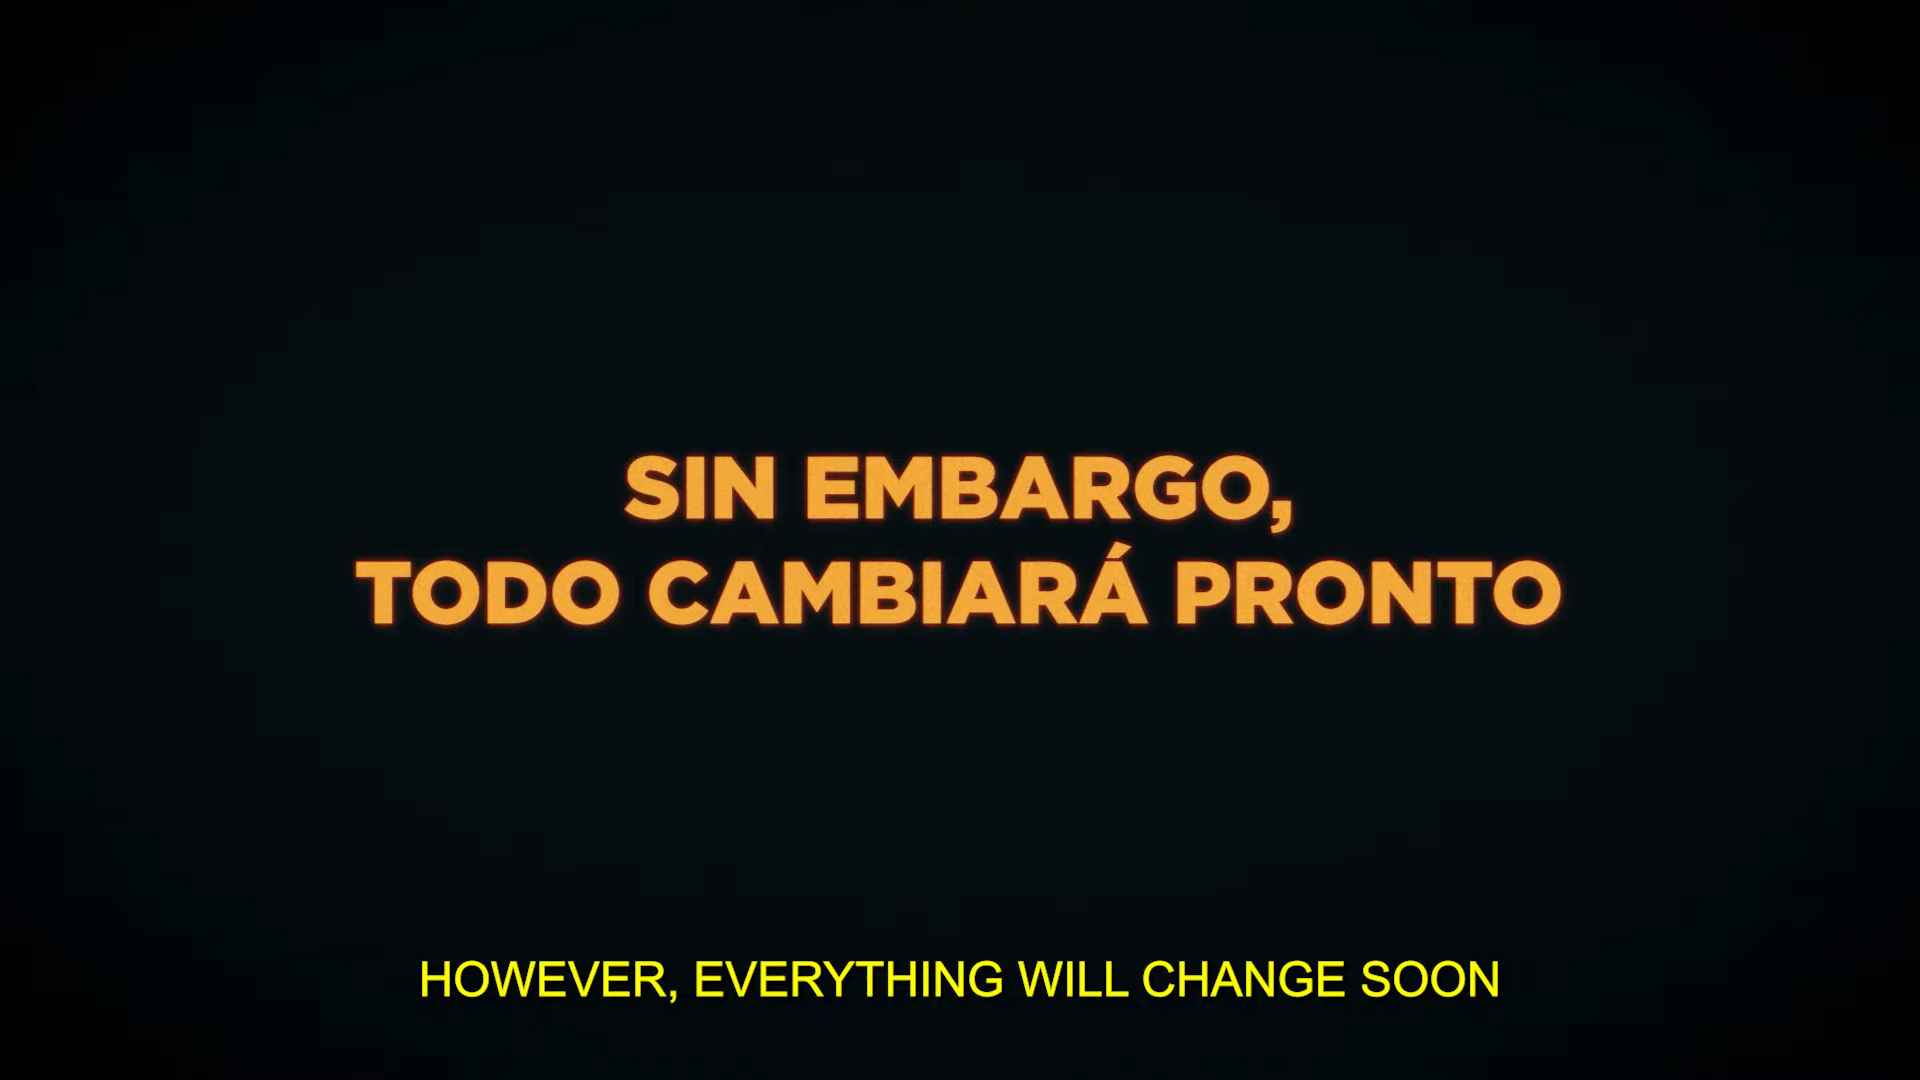 SIN EMBARGO,
TODO CAMBIARÁ PRONTO
HOWEVER, EVERYTHING WILL CHANGE SOON